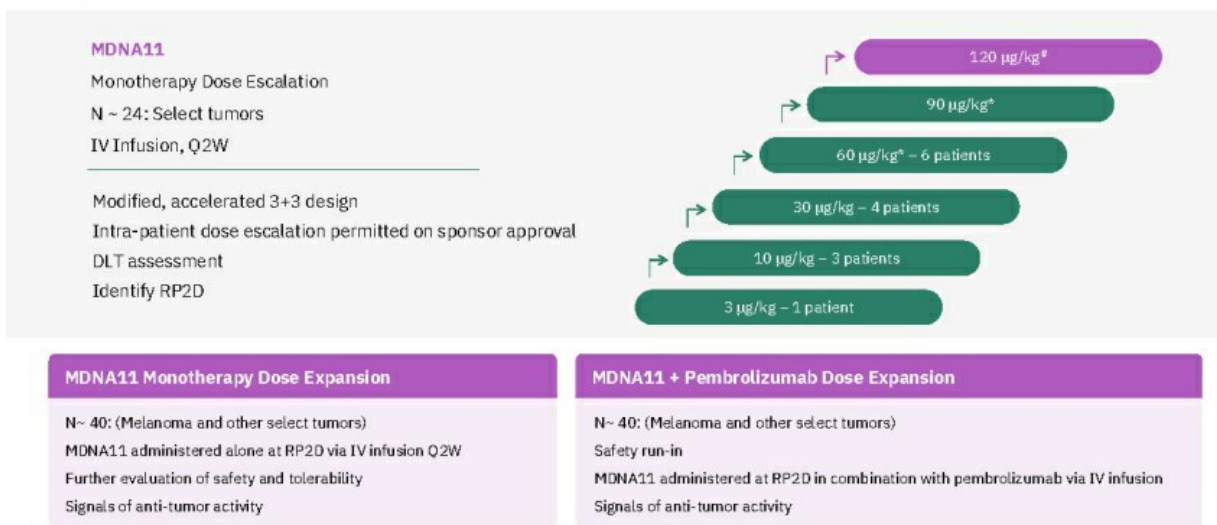 MDNA11
Monotherapy Dose Escalation
N ~ 24: Select tumors
IV Infusion, Q2W
Modified, accelerated 3+3 design
Intra-patient dose escalation permitted on sponsor approval
DLT assessment
Identify RP2D
120 µg/kg#
90 µg/kg*
60 µg/kg* – 6 patients
30 µg/kg – 4 patients
10 µg/kg – 3 patients
3 µg/kg – 1 patient
MDNA11 Monotherapy Dose Expansion
N~ 40: (Melanoma and other select tumors)
MDNA11 administered alone at RP2D via IV infusion Q2W
Further evaluation of safety and tolerability
Signals of anti-tumor activity
MDNA11 + Pembrolizumab Dose Expansion
N~ 40: (Melanoma and other select tumors)
Safety run-in
MDNA11 administered at RP2D in combination with pembrolizumab via IV infusion
Signals of anti-tumor activity